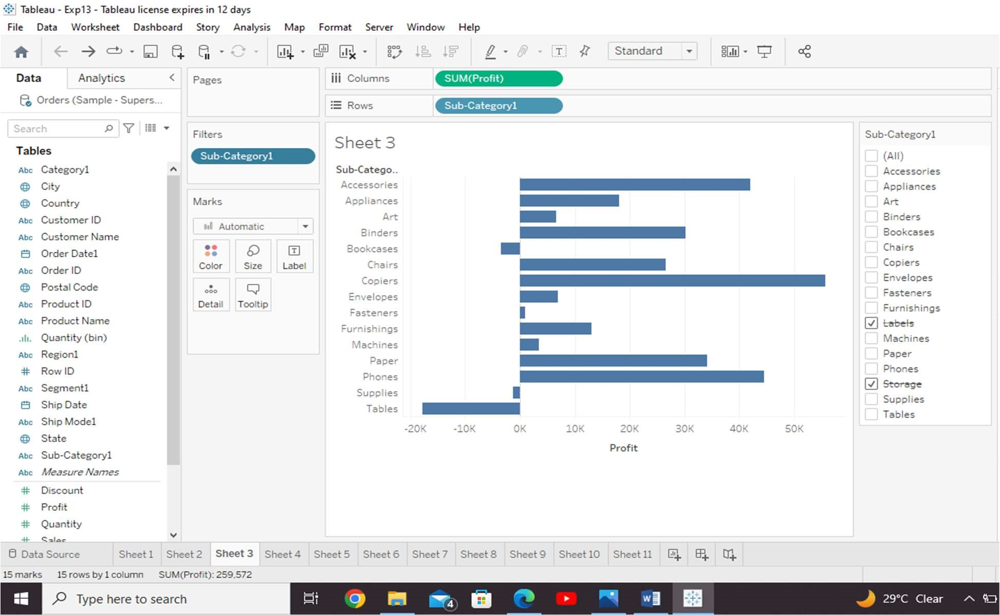 Tableau - Exp13 - Tableau license expires in 12 days
File Data Worksheet Dashboard Story Analysis Map Format Server Window Help
Standard
Data Analytics
Orders (Sample - Supers...
Search
Tables
Abc Category1
City
Country
Abc Customer ID
Abc Customer Name
Order Date1
Abc Order ID
Postal Code
Abc Product ID
Abc Product Name
Quantity (bin)
Abc Region1
# Row ID
Abc Segment1
Ship Date
Abc Ship Mode1
State
Abc Sub-Category1
Abc Measure Names
# Discount
# Profit
# Quantity
# Sales
Pages
Filters
Sub-Category1
Marks
Automatic
Color Size Label
Detail Tooltip
Columns SUM(Profit)
Rows Sub-Category1
Sheet 3
Sub-Catego..
Accessories
Appliances
Art
Binders
Bookcases
Chairs
Copiers
Envelopes
Fasteners
Furnishings
Machines
Paper
Phones
Supplies
Tables
-20K -10K 0K 10K 20K 30K 40K 50K
Profit
Sub-Category1
(All)
Accessories
Appliances
Art
Binders
Bookcases
Chairs
Copiers
Envelopes
Fasteners
Furnishings
Labels
Machines
Paper
Phones
Storage
Supplies
Tables
Data Source Sheet 1 Sheet 2 Sheet 3 Sheet 4 Sheet 5 Sheet 6 Sheet 7 Sheet 8 Sheet 9 Sheet 10 Sheet 11
15 marks 15 rows by 1 column SUM(Profit): 259,572
Type here to search 4 29°C Clear